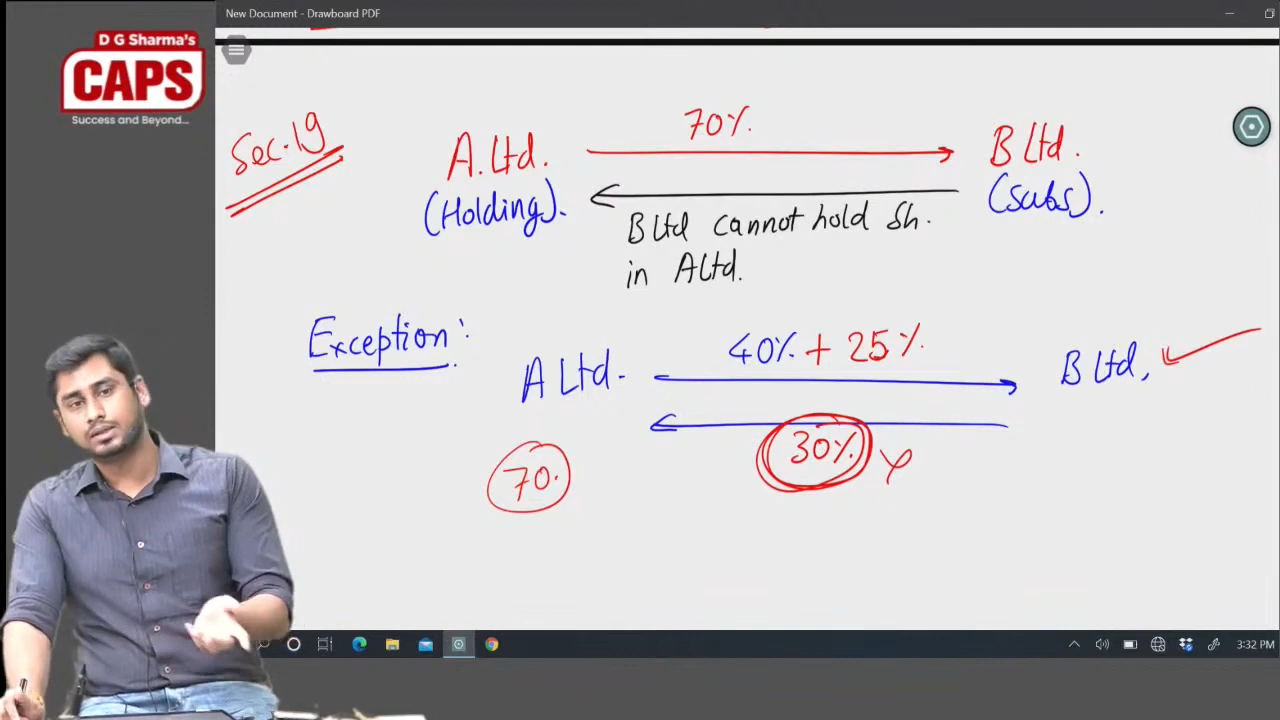 New Document - Drawboard PDF
D G Sharma's
CAPS
Success and Beyond...
Sec.19
A.Ltd.
70%
B Ltd.
(Holding).
(Subs).
B Ltd cannot hold Sh.
in A Ltd.
Exception:
A Ltd.
40% + 25%
B Ltd.
30%
70.
3:32 PM